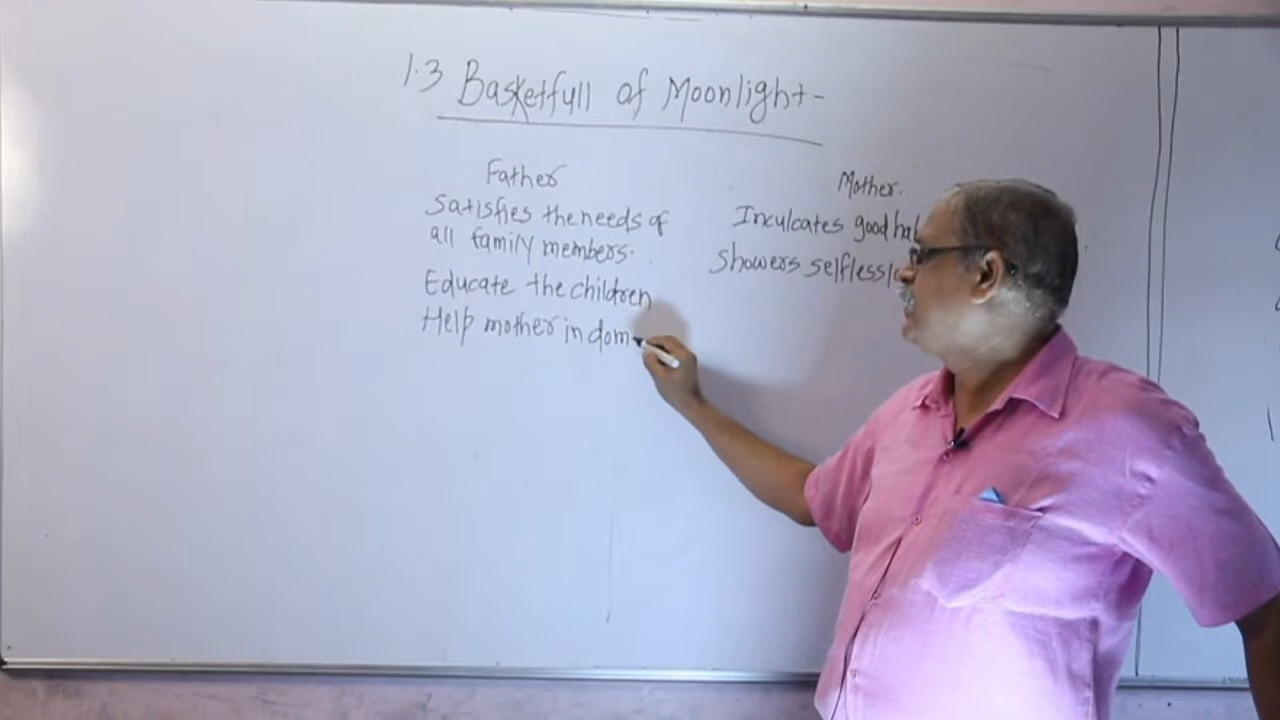 1.3 Basketfull of Moonlight-
Father
Satisfies the needs of
all family members.
Educate the children
Help mother in dom
Mother.
Inculcates good hab
Showers selfless